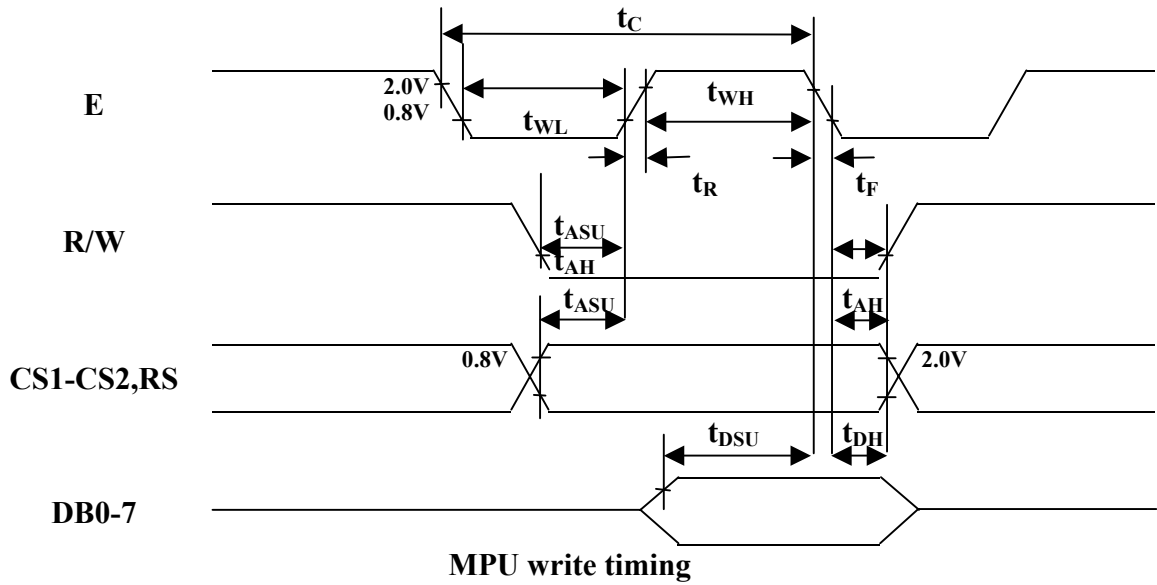 tC
2.0V
0.8V
E
tWH
tWL
tR
tF
R/W
tASU
tAH
tASU
tAH
0.8V
2.0V
CS1-CS2,RS
tDSU
tDH
DB0-7
MPU write timing